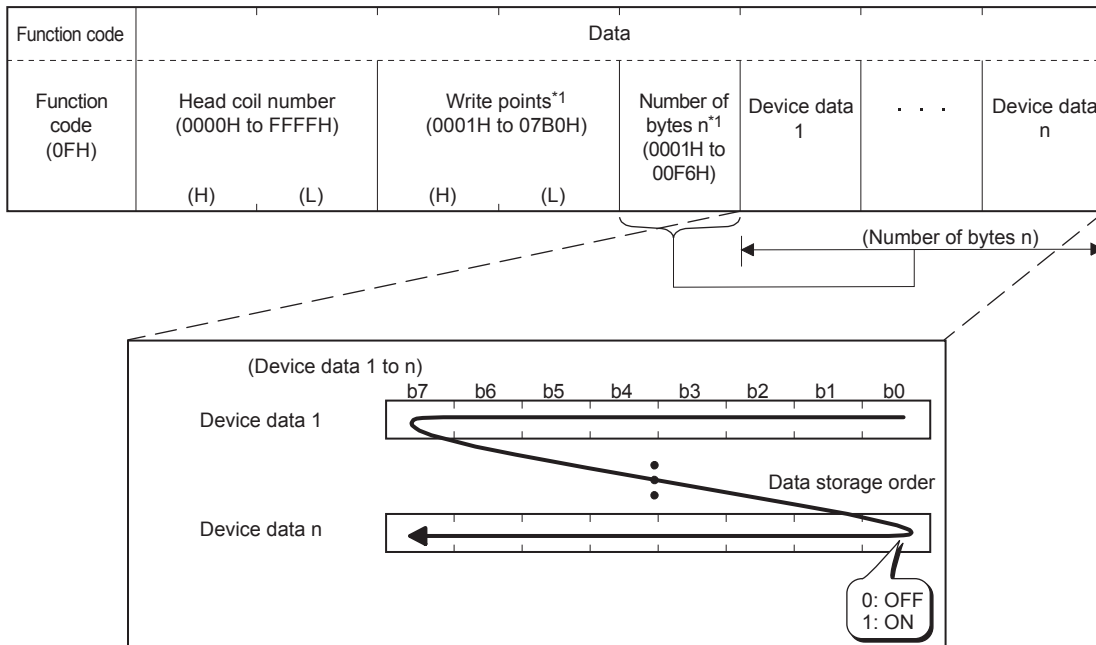 Function code
Data
Function
code
(0FH)
Head coil number
(0000H to FFFFH)
(H)
(L)
Write points*1
(0001H to 07B0H)
(H)
(L)
Number of
bytes n*1
(0001H to
00F6H)
Device data
1
. . .
Device data
n
(Number of bytes n)
(Device data 1 to n)
b7 b6 b5 b4 b3 b2 b1 b0
Device data 1
Data storage order
Device data n
0: OFF
1: ON